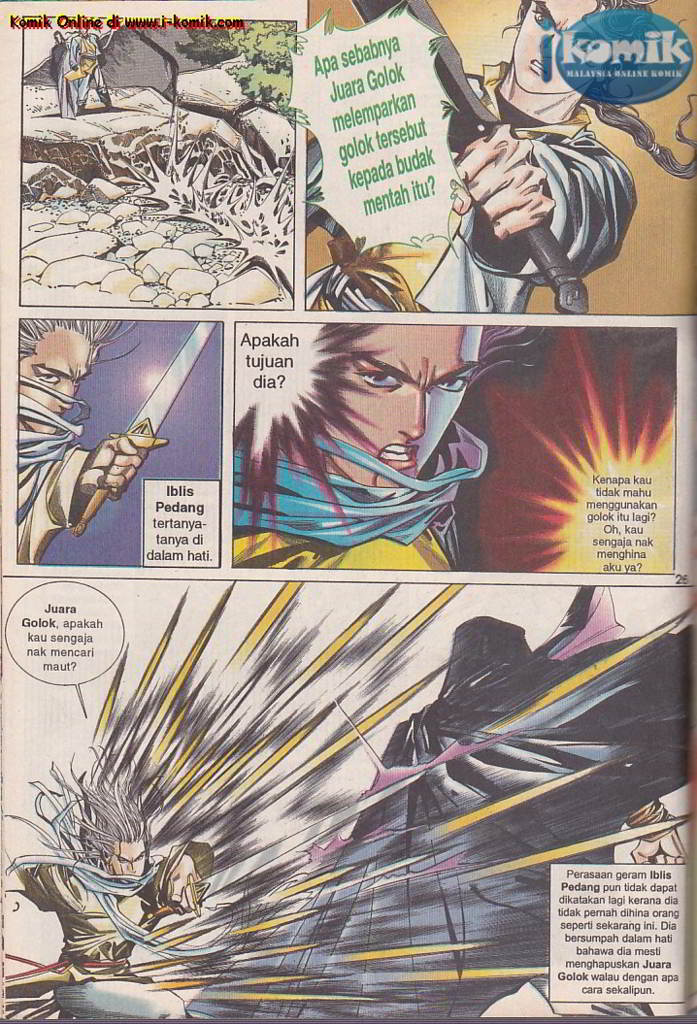 Komik Online di www.i-komik.com
ikomik
MALAYSIA ONLINE KOMIK
Apa sebabnya
Juara Golok
melemparkan
golok tersebut
kepada budak
mentah itu?
Iblis
Pedang
tertanya-
tanya di
dalam hati.
Apakah
tujuan
dia?
Kenapa kau
tidak mahu
menggunakan
golok itu lagi?
Oh, kau
sengaja nak
menghina
aku ya?
Juara
Golok, apakah
kau sengaja
nak mencari
maut?
Perasaan geram Iblis
Pedang pun tidak dapat
dikatakan lagi kerana dia
tidak pernah dihina orang
seperti sekarang ini. Dia
bersumpah dalam hati
bahawa dia mesti
menghapuskan Juara
Golok walau dengan apa
cara sekalipun.